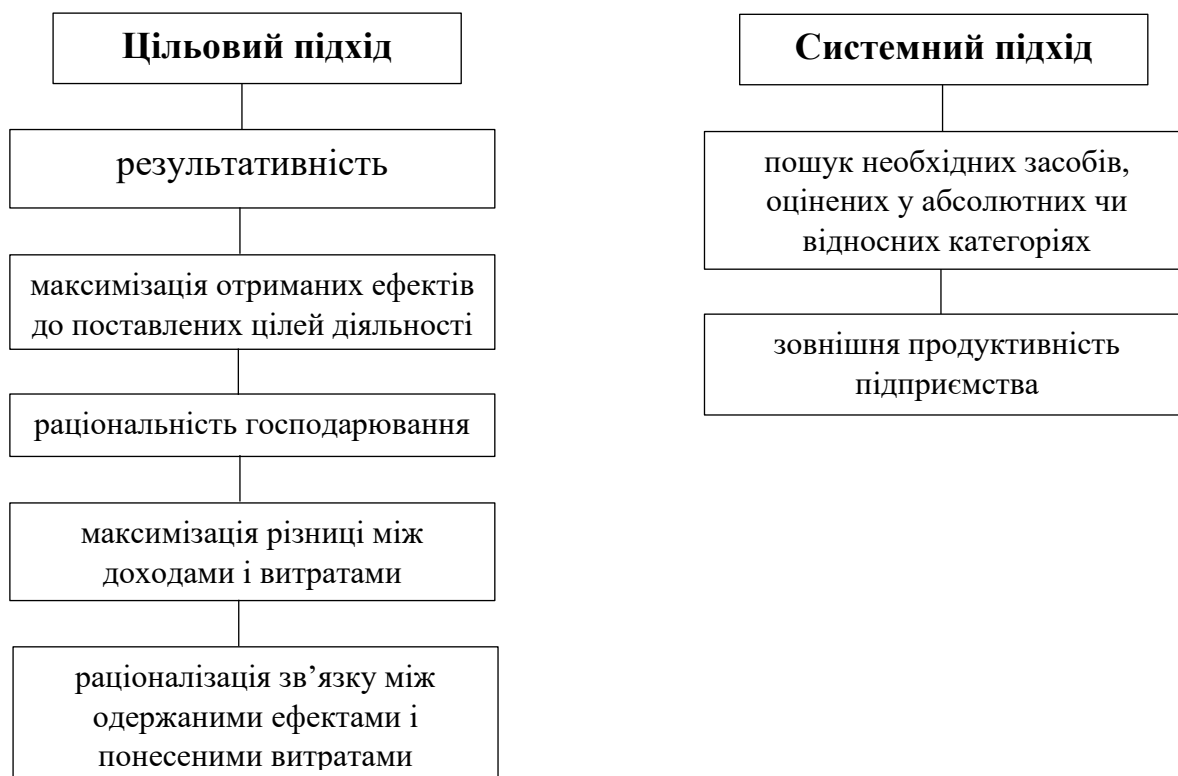 Цільовий підхід
результативність
максимізація отриманих ефектів
до поставлених цілей діяльності
раціональність господарювання
максимізація різниці між
доходами і витратами
раціоналізація зв’язку між
одержаними ефектами і
понесеними витратами
Системний підхід
пошук необхідних засобів,
оцінених у абсолютних чи
відносних категоріях
зовнішня продуктивність
підприємства